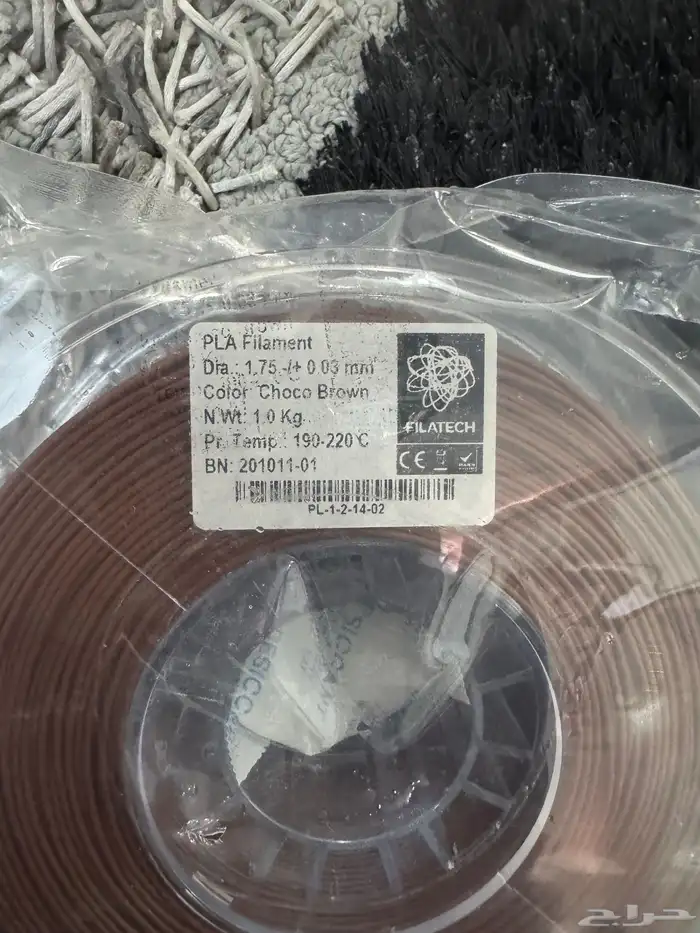 PLA Filament
Dia.: 1.75 -/+ 0.03 mm
Color: Choco Brown
N.Wt: 1.0 Kg
Pr. Temp.: 190-220°C
BN: 201011-01
PL-1-2-14-02
FILATECH
CE
حراج